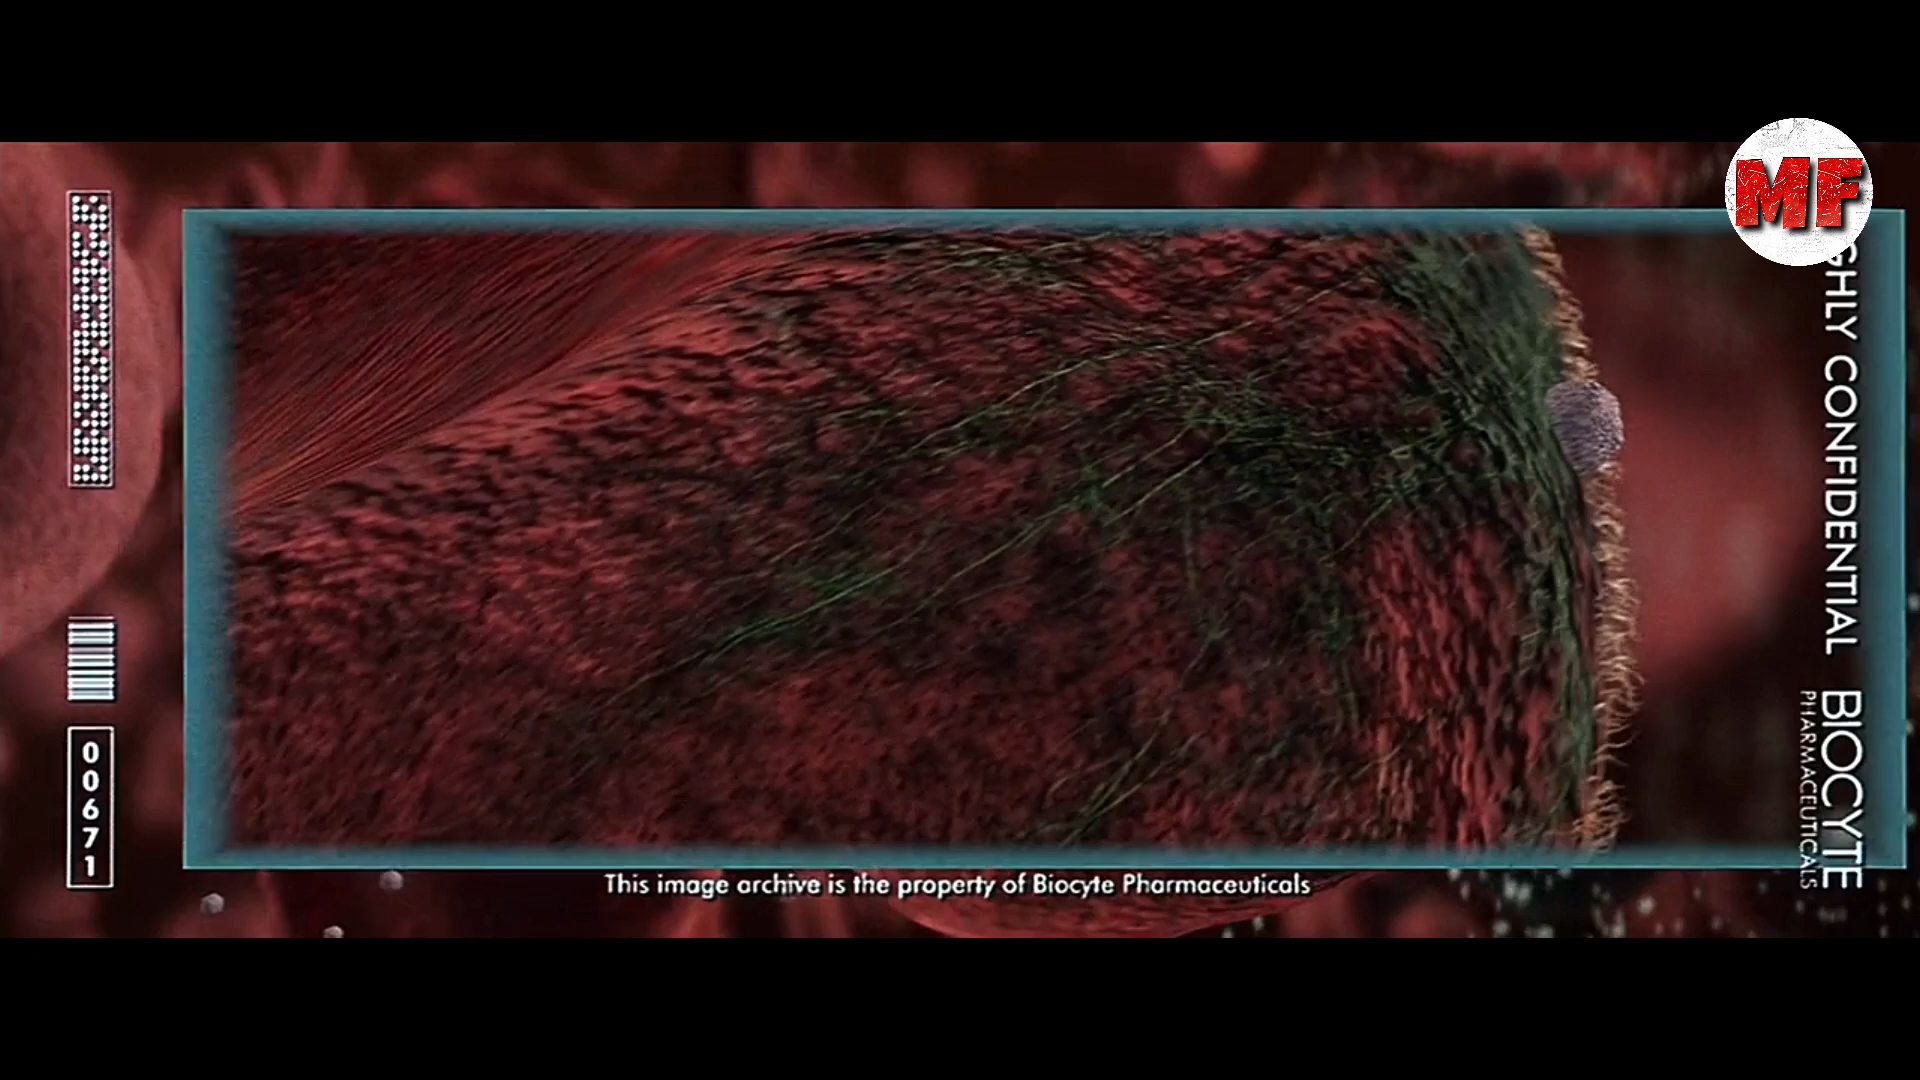 MF
GHLY CONFIDENTIAL BIOCYTE
PHARMACEUTICALS
00671
This image archive is the property of Biocyte Pharmaceuticals